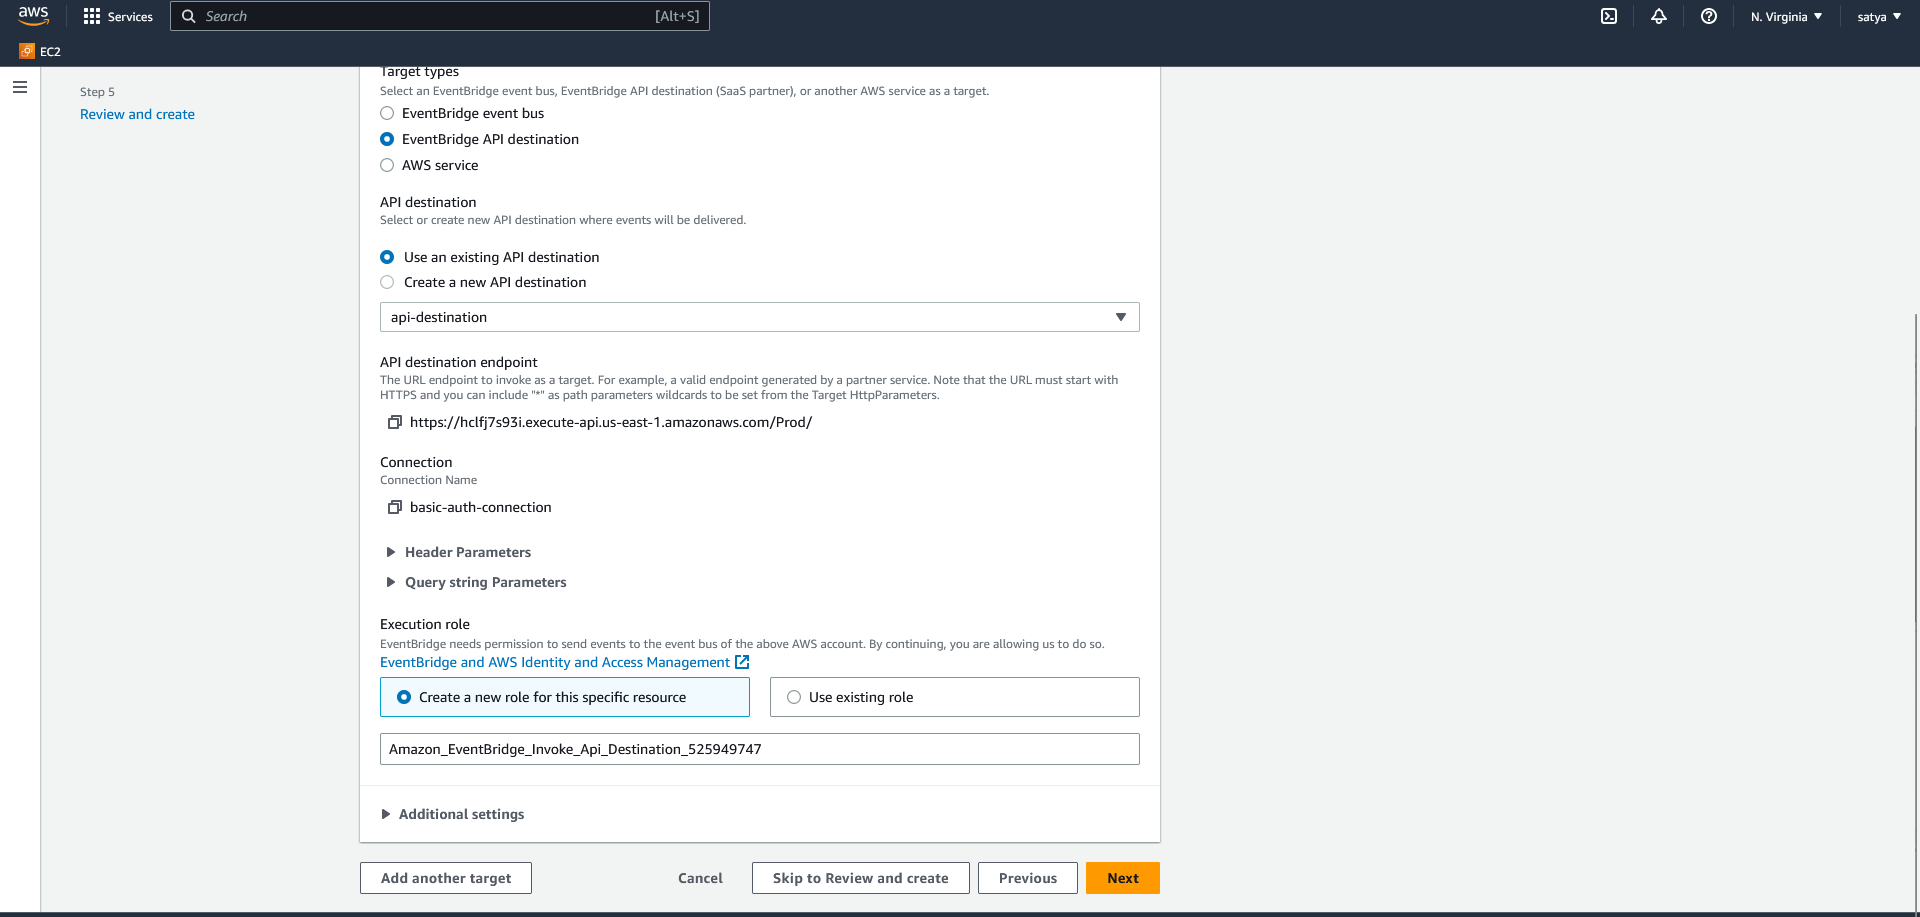 aws
Services
Search
[Alt+S]
N. Virginia
satya
EC2
Step 5
Review and create
Target types
Select an EventBridge event bus, EventBridge API destination (SaaS partner), or another AWS service as a target.
EventBridge event bus
EventBridge API destination
AWS service
API destination
Select or create new API destination where events will be delivered.
Use an existing API destination
Create a new API destination
api-destination
API destination endpoint
The URL endpoint to invoke as a target. For example, a valid endpoint generated by a partner service. Note that the URL must start with
HTTPS and you can include "*" as path parameters wildcards to be set from the Target HttpParameters.
https://hclfj7s93i.execute-api.us-east-1.amazonaws.com/Prod/
Connection
Connection Name
basic-auth-connection
Header Parameters
Query string Parameters
Execution role
EventBridge needs permission to send events to the event bus of the above AWS account. By continuing, you are allowing us to do so.
EventBridge and AWS Identity and Access Management
Create a new role for this specific resource
Use existing role
Amazon_EventBridge_Invoke_Api_Destination_525949747
Additional settings
Add another target
Cancel
Skip to Review and create
Previous
Next